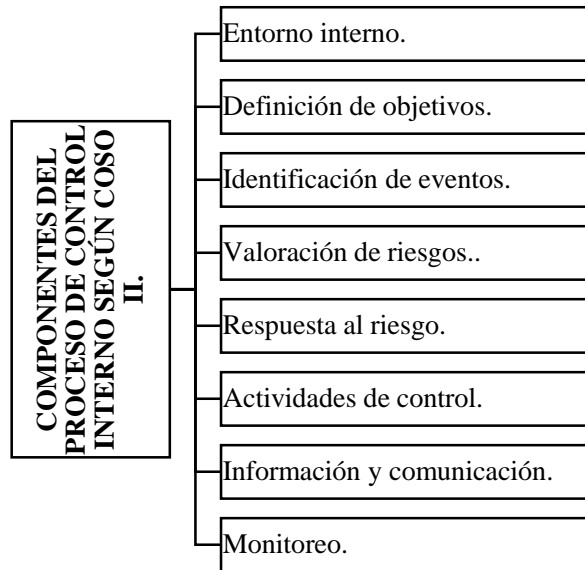 COMPONENTES DEL
PROCESO DE CONTROL
INTERNO SEGÚN COSO
II.
Entorno interno.
Definición de objetivos.
Identificación de eventos.
Valoración de riesgos..
Respuesta al riesgo.
Actividades de control.
Información y comunicación.
Monitoreo.